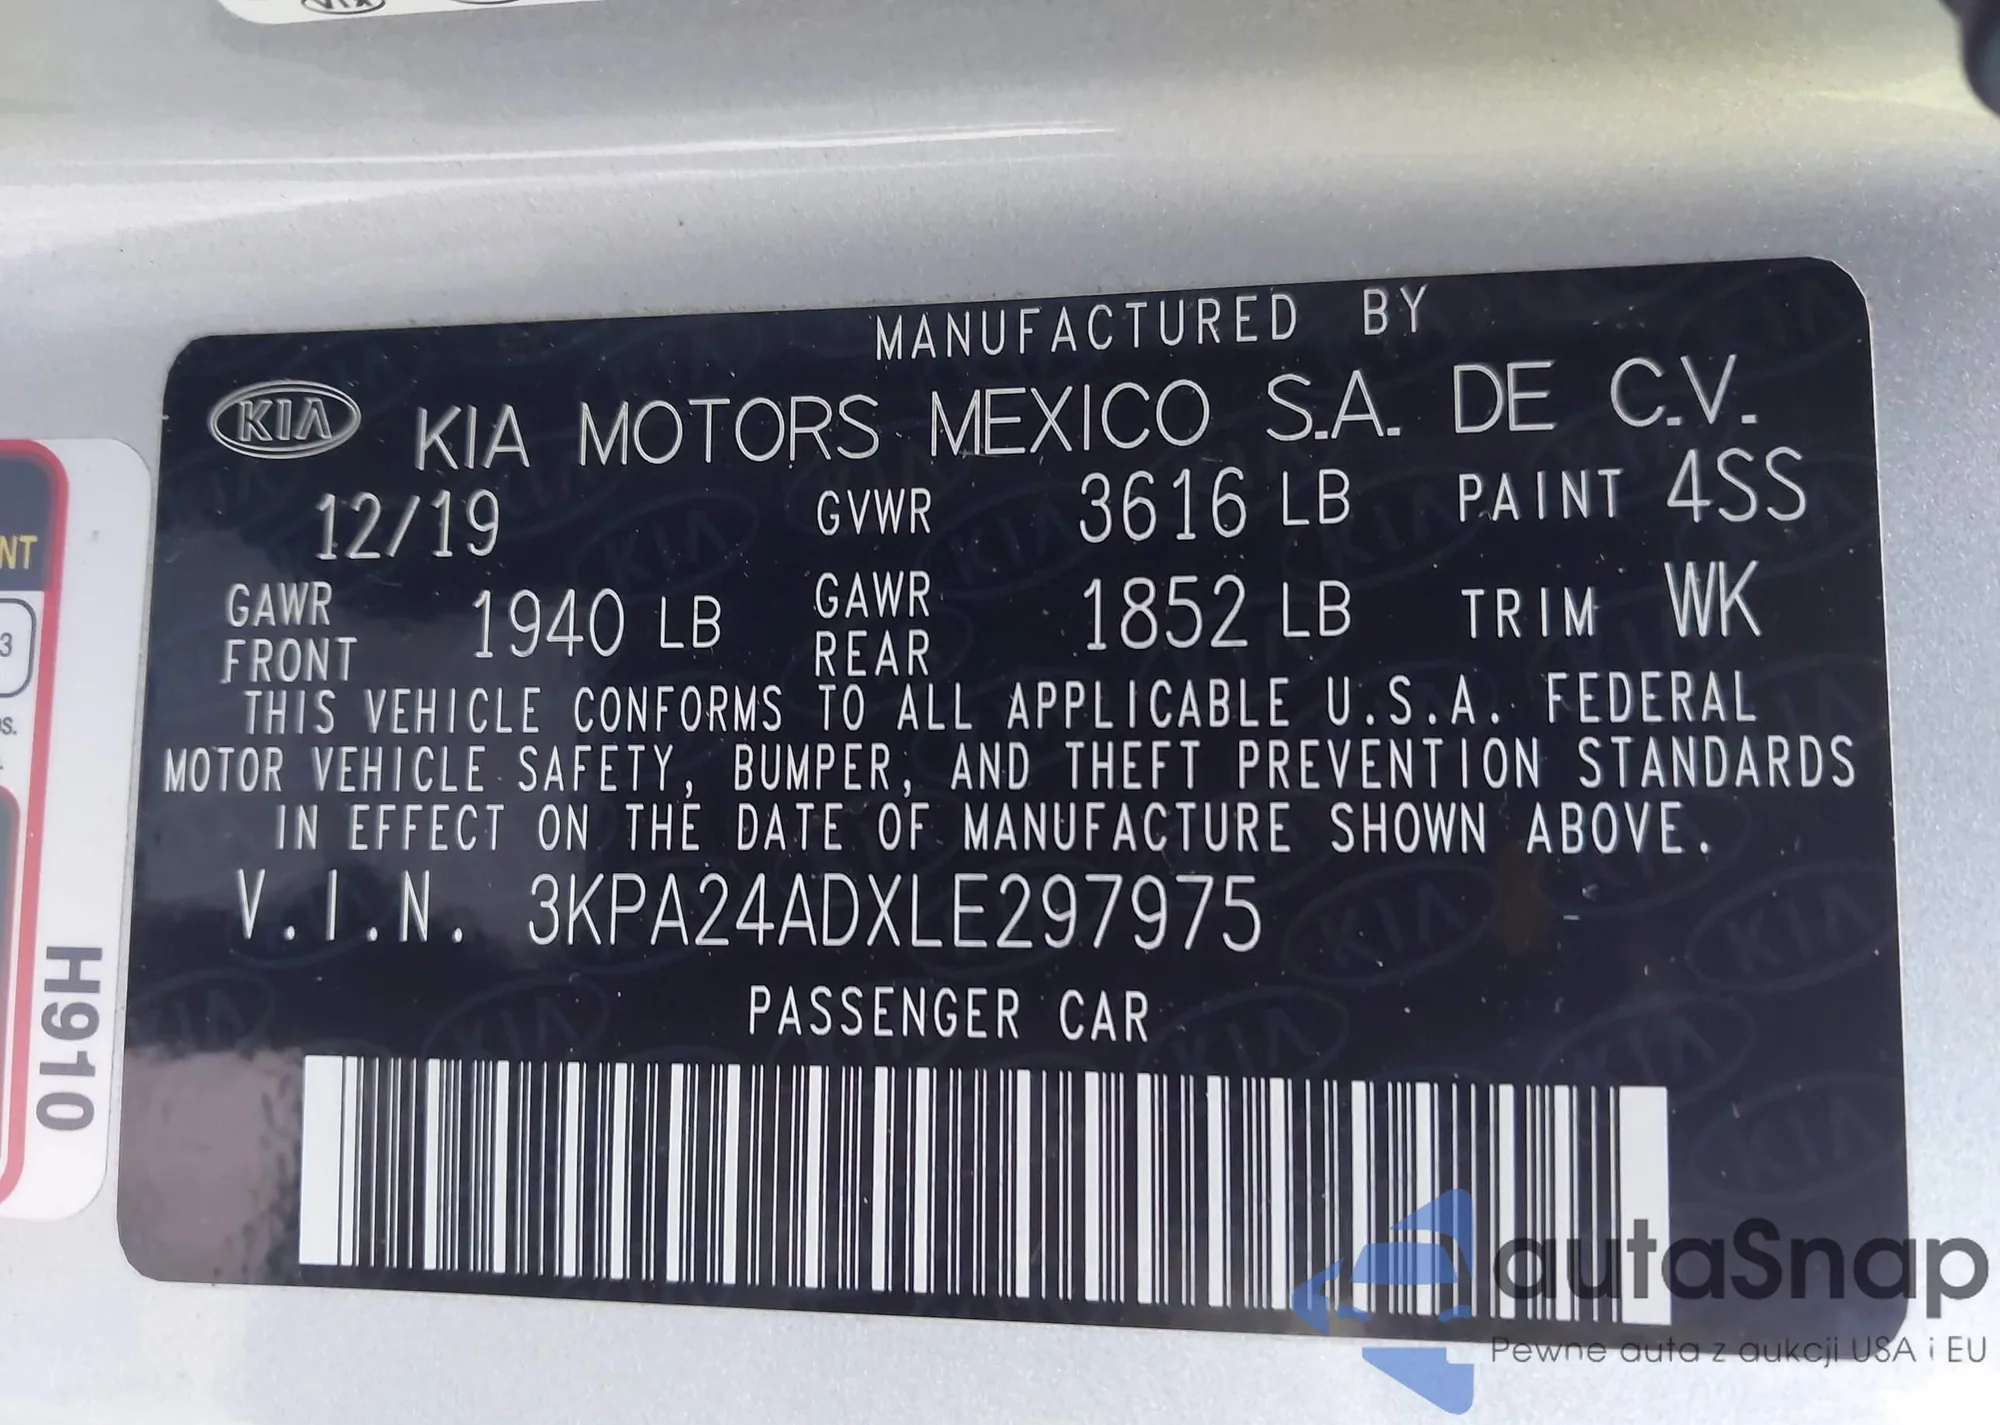 MANUFACTURED BY
KIA KIA MOTORS MEXICO S.A. DE C.V.
12/19 GVWR 3616 LB PAINT 4SS
GAWR FRONT 1940 LB GAWR REAR 1852 LB TRIM WK
THIS VEHICLE CONFORMS TO ALL APPLICABLE U.S.A. FEDERAL
MOTOR VEHICLE SAFETY, BUMPER, AND THEFT PREVENTION STANDARDS
IN EFFECT ON THE DATE OF MANUFACTURE SHOWN ABOVE.
V.I.N. 3KPA24ADXLE297975
PASSENGER CAR
NT
3
H910
autaSnap
Pewne auta z aukcji USA i EU